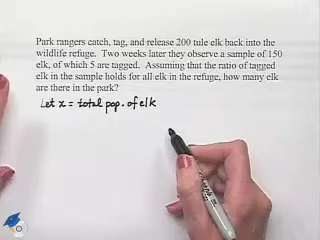 Park rangers catch, tag, and release 200 tule elk back into the
wildlife refuge. Two weeks later they observe a sample of 150
elk, of which 5 are tagged. Assuming that the ratio of tagged
elk in the sample holds for all elk in the refuge, how many elk
are there in the park?
Let x = total pop. of elk